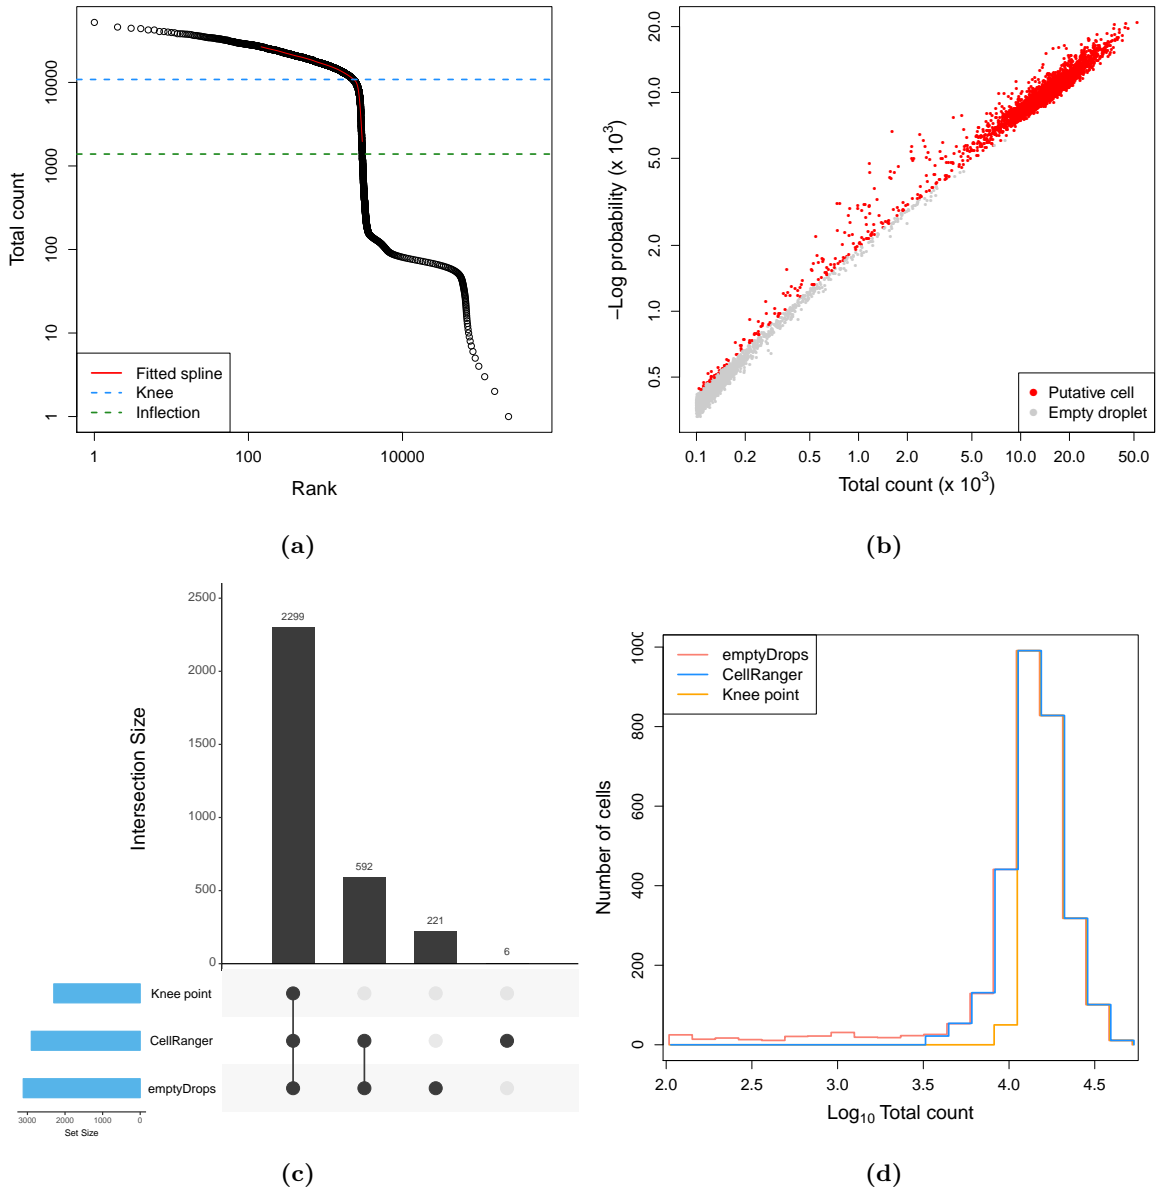 Total count
10000
1000
100
10
1
Fitted spline
Knee
Inflection
1
100
10000
Rank
(a)
−Log probability (x 10^3)
20.0
10.0
5.0
2.0
1.0
0.5
Putative cell
Empty droplet
0.1 0.2 0.5 1.0 2.0 5.0 10.0 20.0 50.0
Total count (x 10^3)
(b)
Intersection Size
2500
2000
1500
1000
500
0
2299
592
221
6
Knee point
CellRanger
emptyDrops
3000 2000 1000 0
Set Size
(c)
Number of cells
800
600
400
200
0
emptyDrops
CellRanger
Knee point
2.0 2.5 3.0 3.5 4.0 4.5
Log10 Total count
(d)